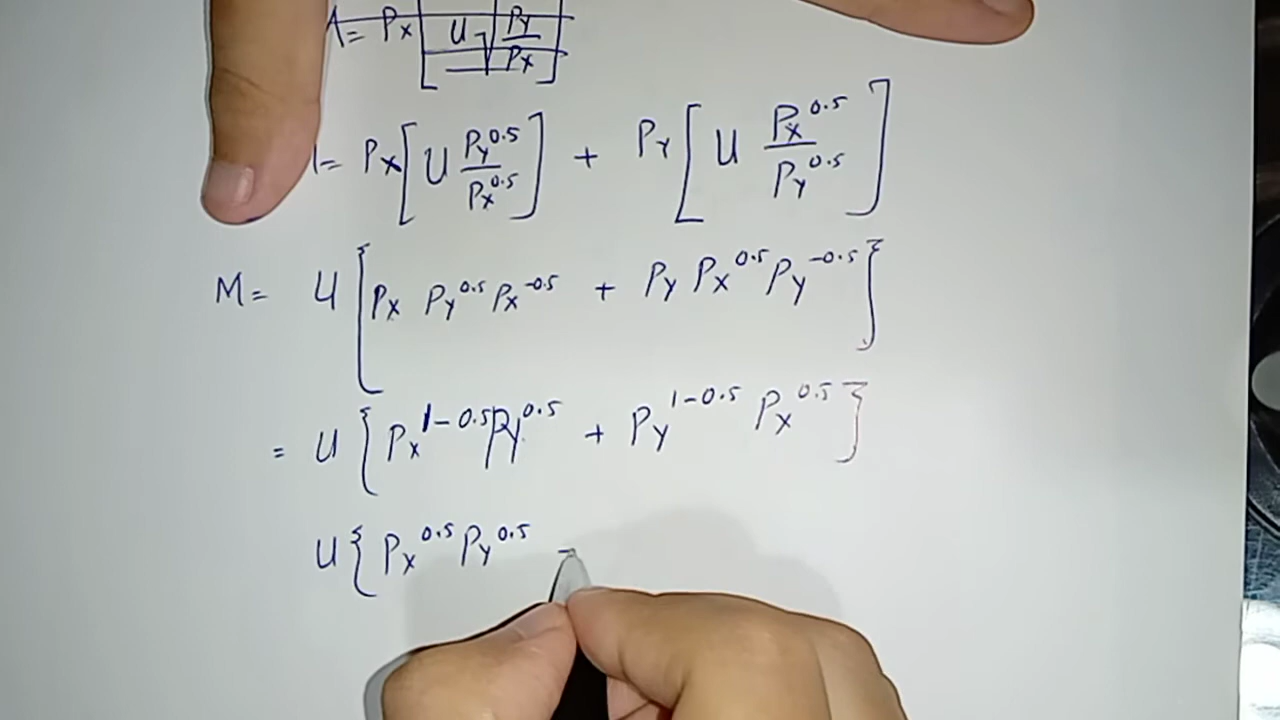 = Px [ U √ Py / Px ]
= Px [ U Py^0.5 / Px^0.5 ] + Py [ U Px^0.5 / Py^0.5 ]
M = U [ Px Py^0.5 Px^-0.5 + Py Px^0.5 Py^-0.5 }
= U { Px^1-0.5 Py^0.5 + Py^1-0.5 Px^0.5 }
U { Px^0.5 Py^0.5 -